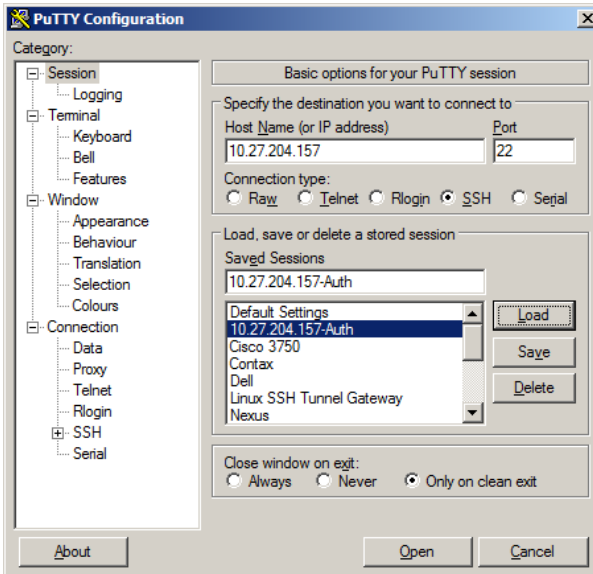 PuTTY Configuration
Category:
Session
Logging
Terminal
Keyboard
Bell
Features
Window
Appearance
Behaviour
Translation
Selection
Colours
Connection
Data
Proxy
Telnet
Rlogin
SSH
Serial
Basic options for your PuTTY session
Specify the destination you want to connect to
Host Name (or IP address) Port
10.27.204.157 22
Connection type:
Raw Telnet Rlogin SSH Serial
Load, save or delete a stored session
Saved Sessions
10.27.204.157-Auth
Default Settings
10.27.204.157-Auth
Cisco 3750
Contax
Dell
Linux SSH Tunnel Gateway
Nexus
Load
Save
Delete
Close window on exit:
Always Never Only on clean exit
About Open Cancel